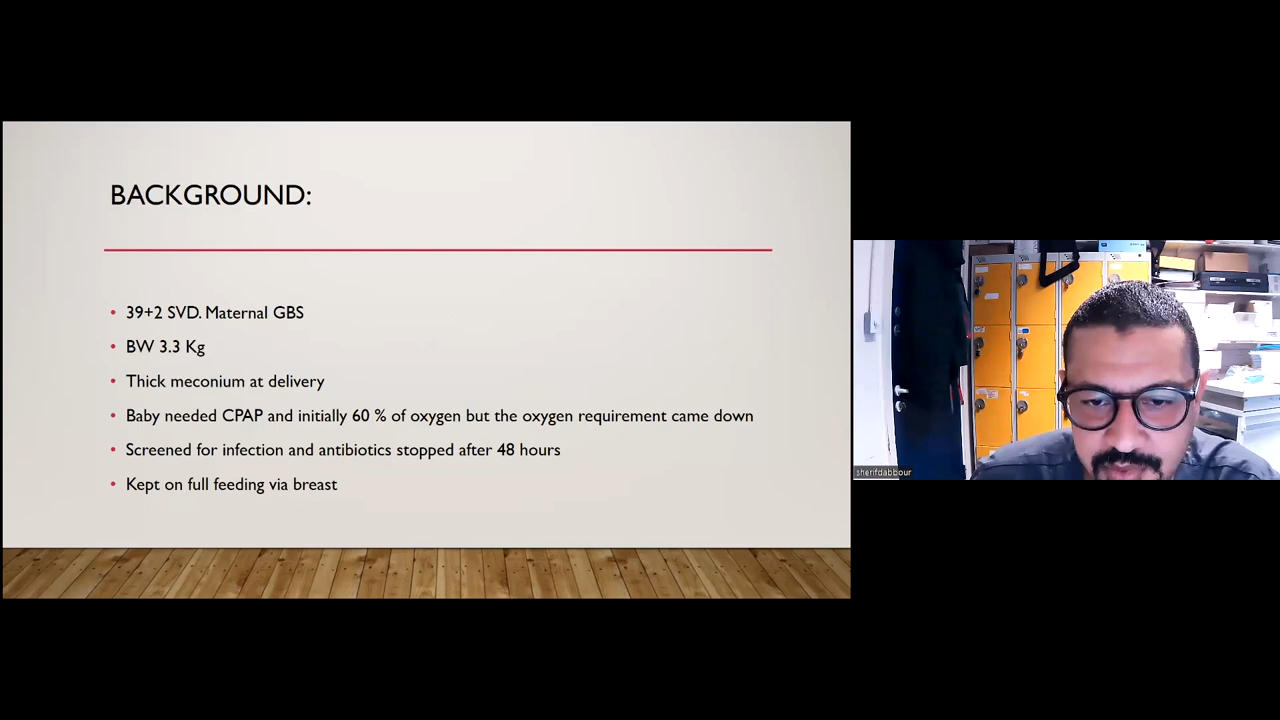 BACKGROUND:
• 39+2 SVD. Maternal GBS
• BW 3.3 Kg
• Thick meconium at delivery
• Baby needed CPAP and initially 60 % of oxygen but the oxygen requirement came down
• Screened for infection and antibiotics stopped after 48 hours
• Kept on full feeding via breast
sherifdabbour